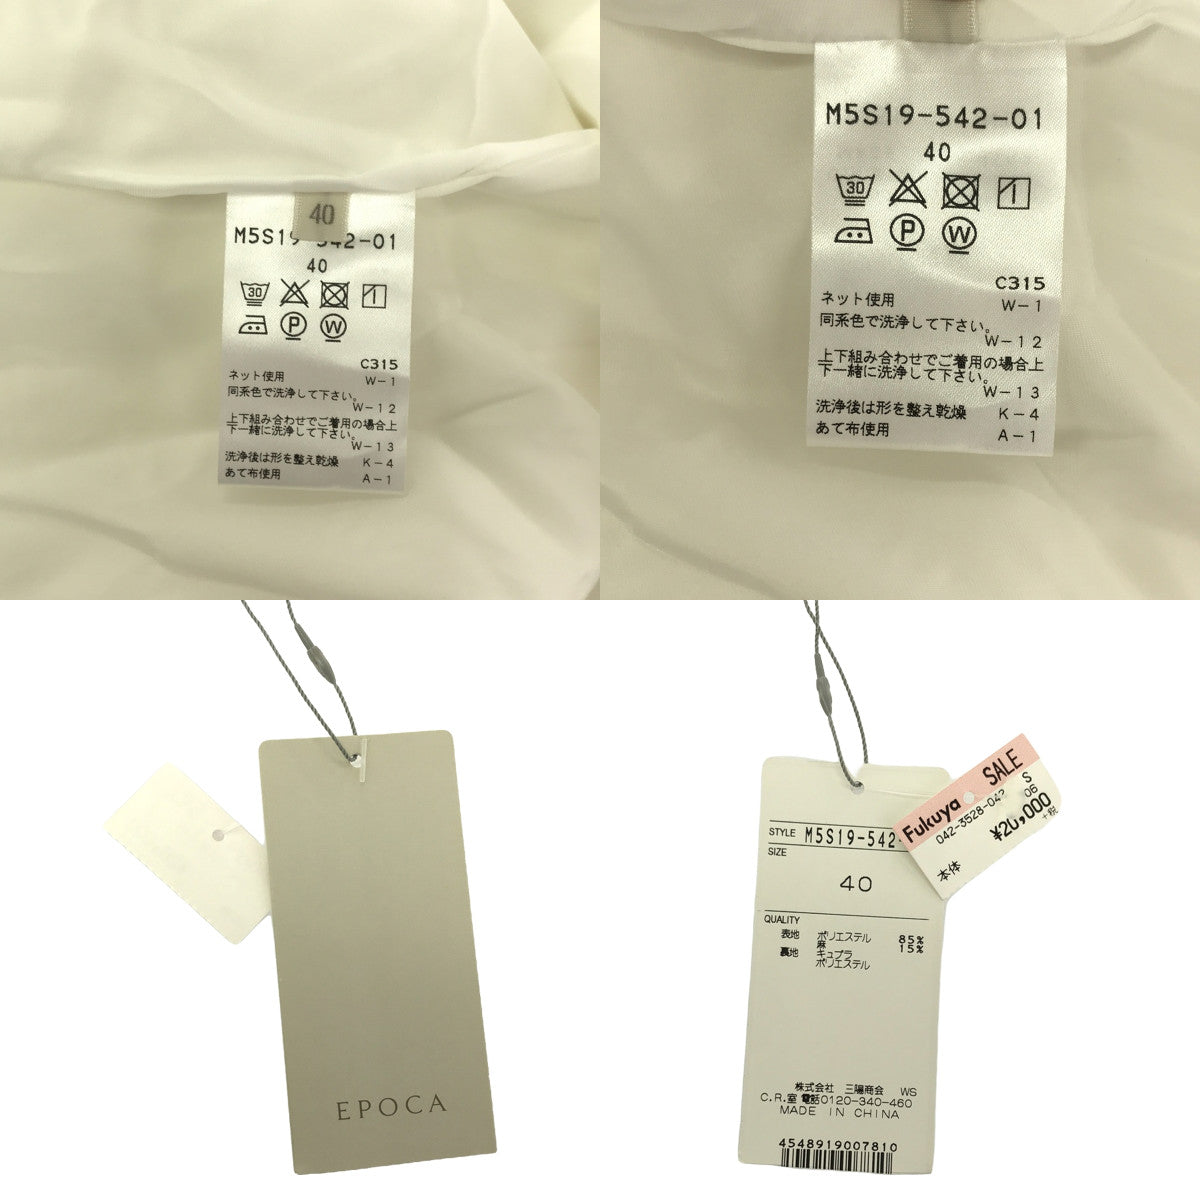 40
M5S19-542-01
40
30
P
W
C315
ネット使用 W-1
同系色で洗浄して下さい。
W-12
上下組み合わせでご着用の場合上
下一緒に洗浄して下さい。
W-13
洗浄後は形を整え乾燥 K-4
あて布使用 A-1
M5S19-542-01
40
30
P
W
C315
ネット使用 W-1
同系色で洗浄して下さい。
W-12
上下組み合わせでご着用の場合上
下一緒に洗浄して下さい。
W-13
洗浄後は形を整え乾燥 K-4
あて布使用 A-1
EPOCA
Fukuya SALE
S
042-3528-042
06
¥20,000
+税
本体
STYLE M5S19-542-
SIZE
40
QUALITY
表地 ポリエステル 85%
麻 15%
裏地 キュプラ
ポリエステル
株式会社 三陽商会 WS
C.R.室 電話0120-340-460
MADE IN CHINA
4548919007810